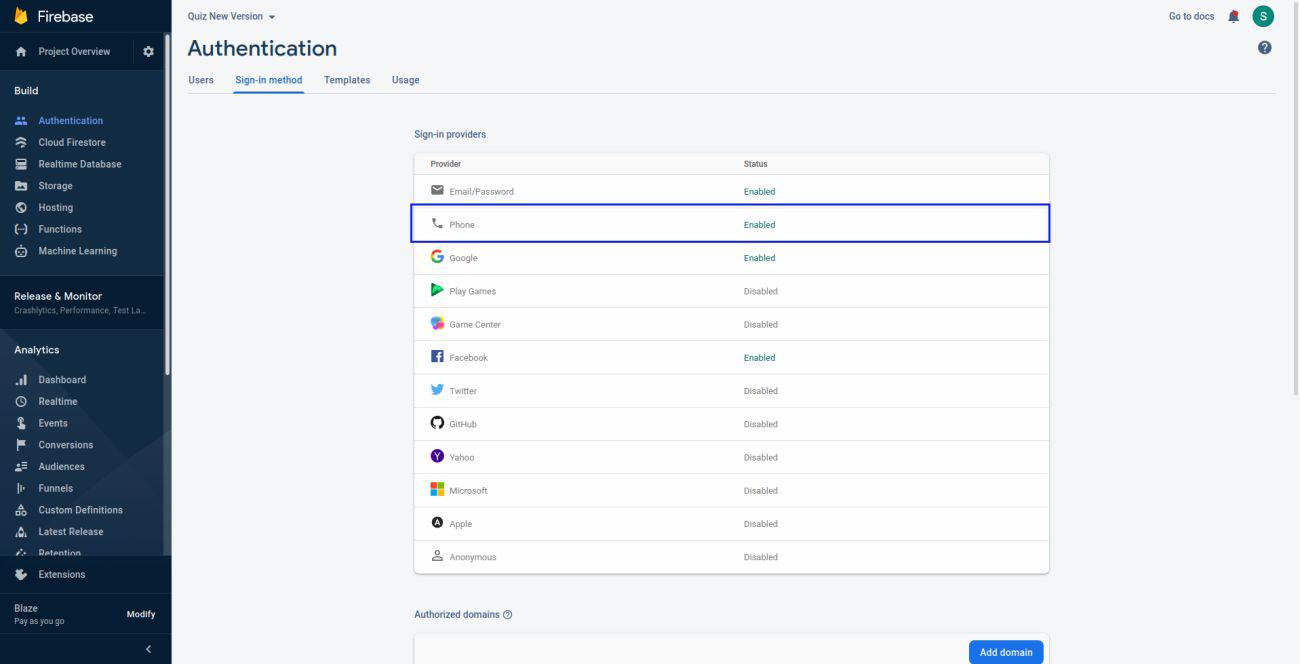 Firebase
Project Overview
Build
Authentication
Cloud Firestore
Realtime Database
Storage
Hosting
Functions
Machine Learning
Release & Monitor
Crashlytics, Performance, Test La...
Analytics
Dashboard
Realtime
Events
Conversions
Audiences
Funnels
Custom Definitions
Latest Release
Retention
Extensions
Blaze
Pay as you go
Modify
Quiz New Version
Go to docs
S
Authentication
Users Sign-in method Templates Usage
Sign-in providers
Provider Status
Email/Password Enabled
Phone Enabled
Google Enabled
Play Games Disabled
Game Center Disabled
Facebook Enabled
Twitter Disabled
GitHub Disabled
Yahoo Disabled
Microsoft Disabled
Apple Disabled
Anonymous Disabled
Authorized domains
Add domain